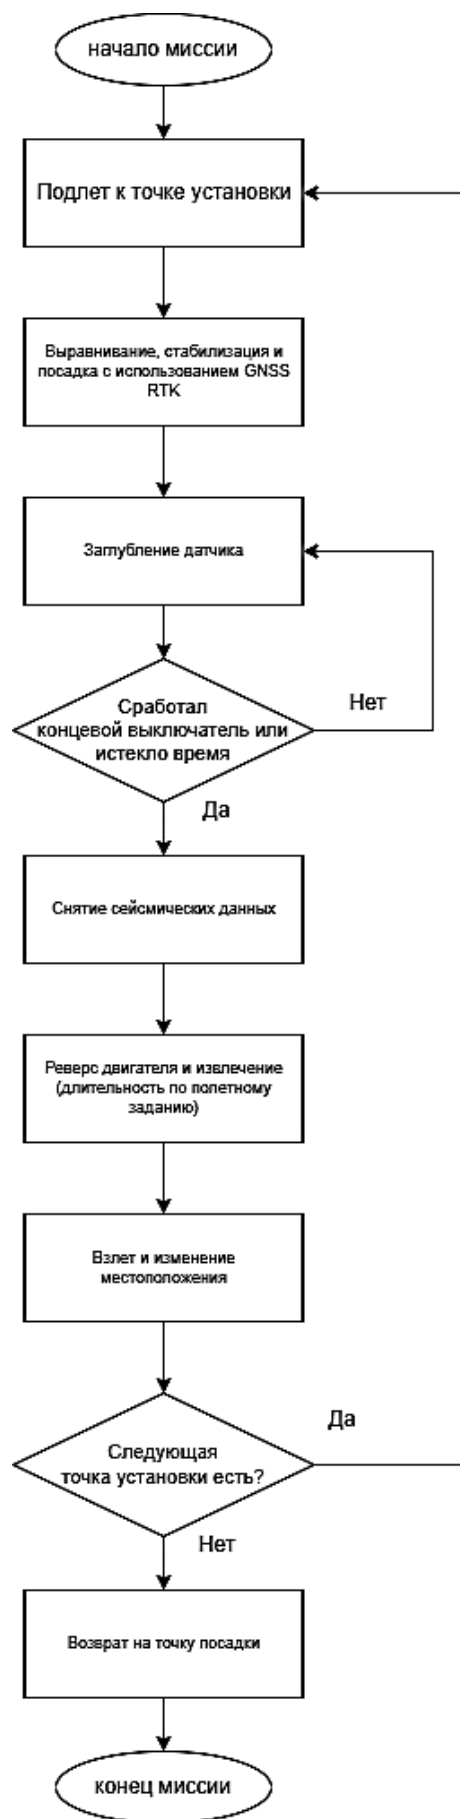 начало миссии
Подлет к точке установки
Выравнивание, стабилизация и
посадка с использованием GNSS
RTK
Заглубление датчика
Сработал
концевой выключатель или
истекло время
Нет
Да
Снятие сейсмических данных
Реверс двигателя и извлечение
(длительность по полетному
заданию)
Взлет и изменение
местоположения
Следующая
точка установки есть?
Да
Нет
Возврат на точку посадки
конец миссии